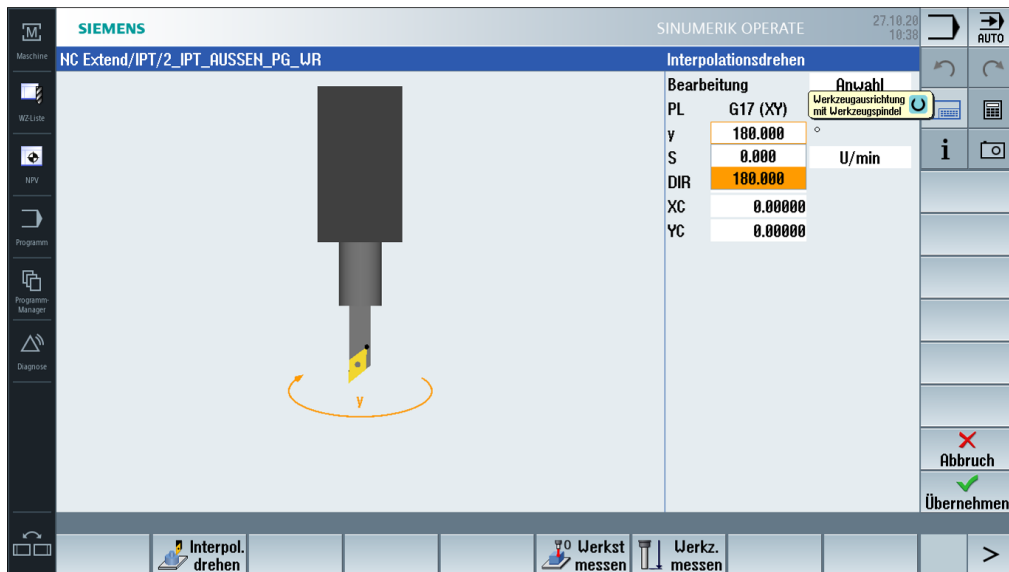 SIEMENS
SINUMERIK OPERATE
27.10.20
10:38
AUTO
Maschine
NC Extend/IPT/2_IPT_AUSSEN_PG_WR
Interpolationsdrehen
Bearbeitung
Anwahl
PL
G17 (XY)
Werkzeugausrichtung
mit Werkzeugspindel
γ
180.000
°
S
0.000
U/min
DIR
180.000
XC
0.00000
YC
0.00000
WZ-Liste
NPV
Programm
Programm-
Manager
Diagnose
γ
i
Abbruch
Übernehmen
Interpol.
drehen
Werkst
messen
Werkz.
messen
>